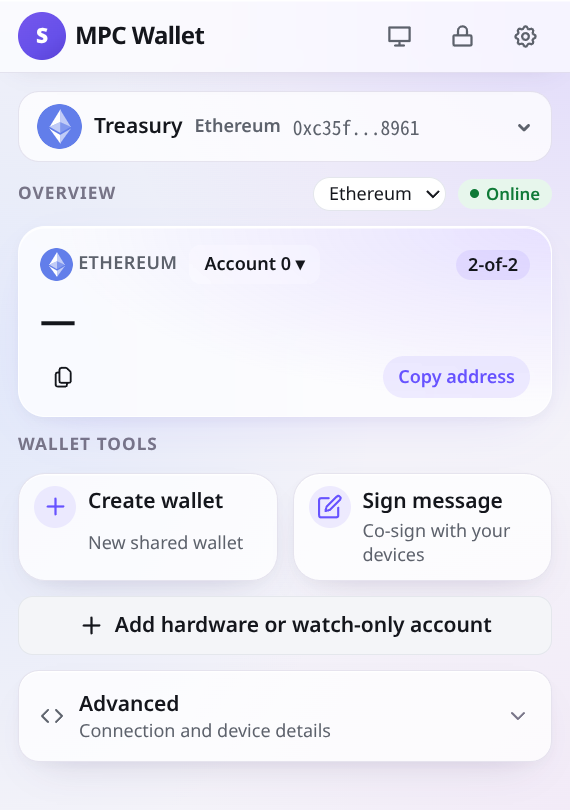 S MPC Wallet
Treasury Ethereum 0xc35f...8961
OVERVIEW Ethereum Online
ETHEREUM Account 0 ▾ 2-of-2
—
Copy address
WALLET TOOLS
Create wallet
New shared wallet
Sign message
Co-sign with your
devices
Add hardware or watch-only account
Advanced
Connection and device details